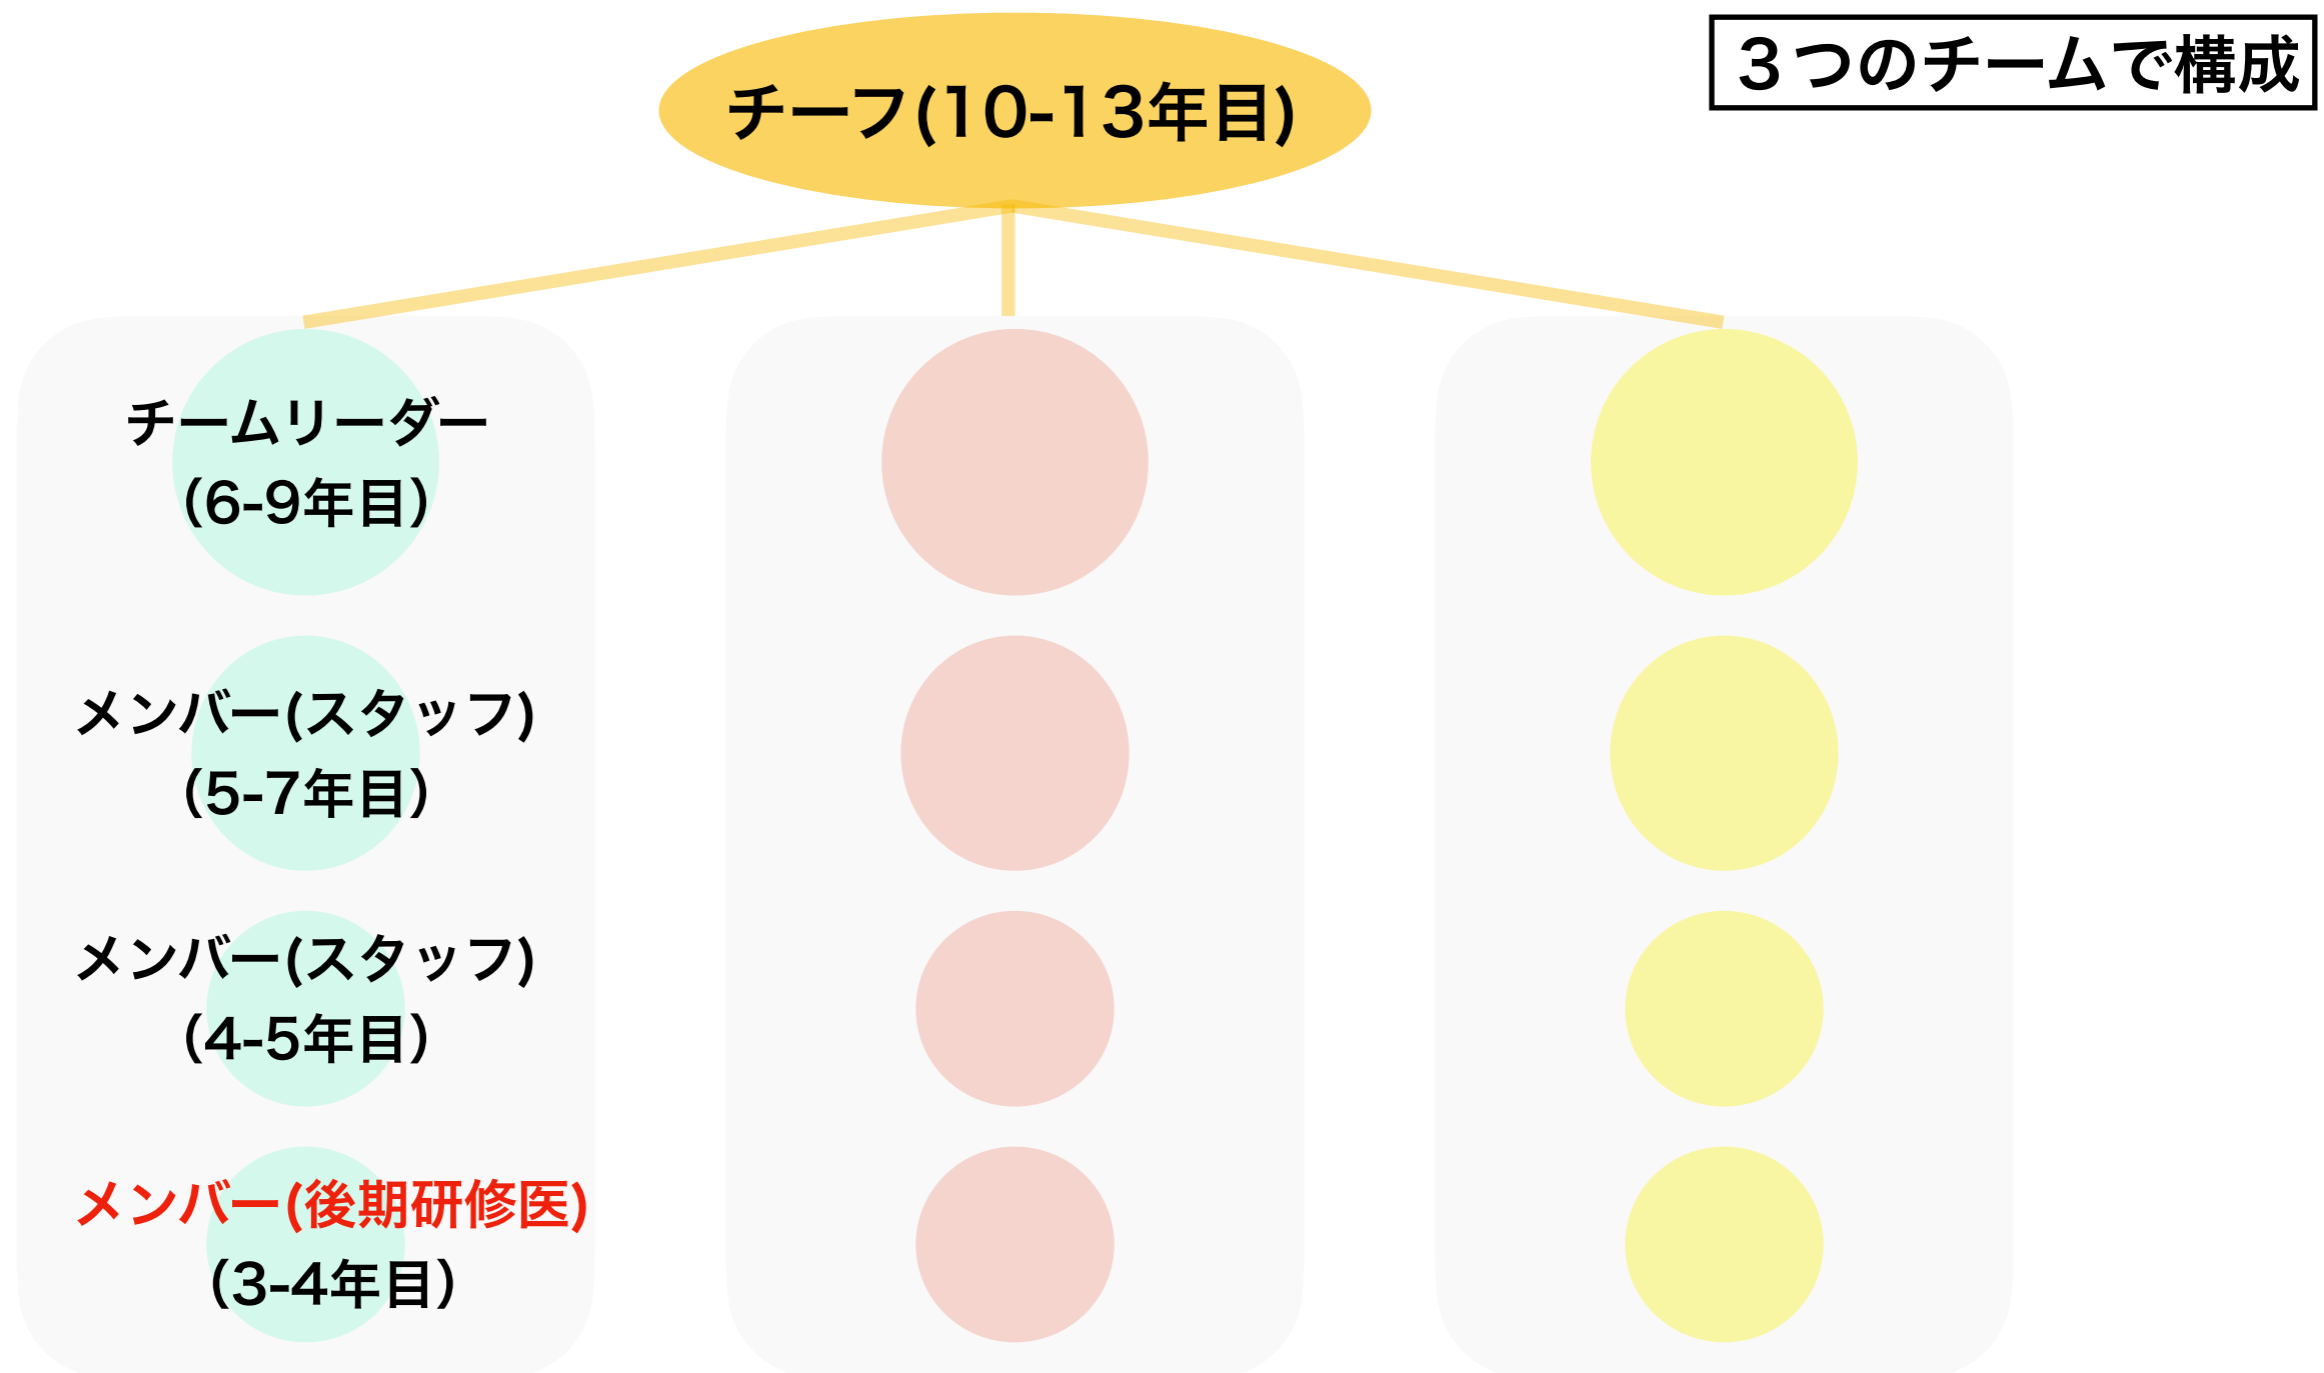 チーフ(10-13年目)
３つのチームで構成
チームリーダー
（6-9年目）
メンバー(スタッフ)
（5-7年目）
メンバー(スタッフ)
（4-5年目）
メンバー(後期研修医)
（3-4年目）